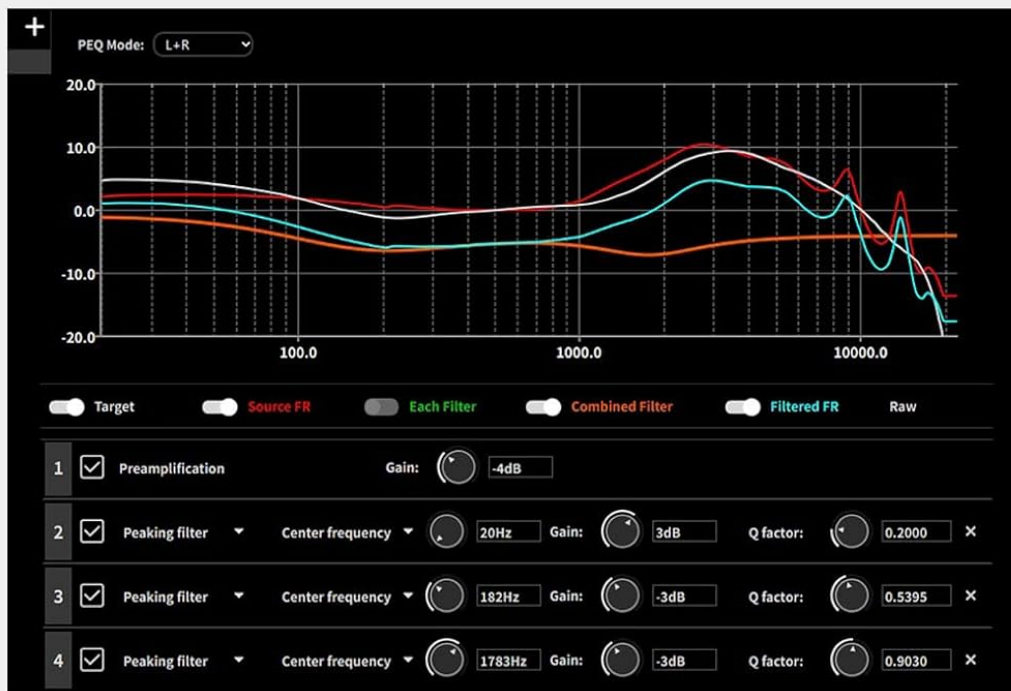 +
PEQ Mode: L+R
20.0
10.0
0.0
-10.0
-20.0
100.0 1000.0 10000.0
Target Source FR Each Filter Combined Filter Filtered FR Raw
1 Preamplification Gain: -4dB
2 Peaking filter Center frequency 20Hz Gain: 3dB Q factor: 0.2000 ×
3 Peaking filter Center frequency 182Hz Gain: -3dB Q factor: 0.5395 ×
4 Peaking filter Center frequency 1783Hz Gain: -3dB Q factor: 0.9030 ×